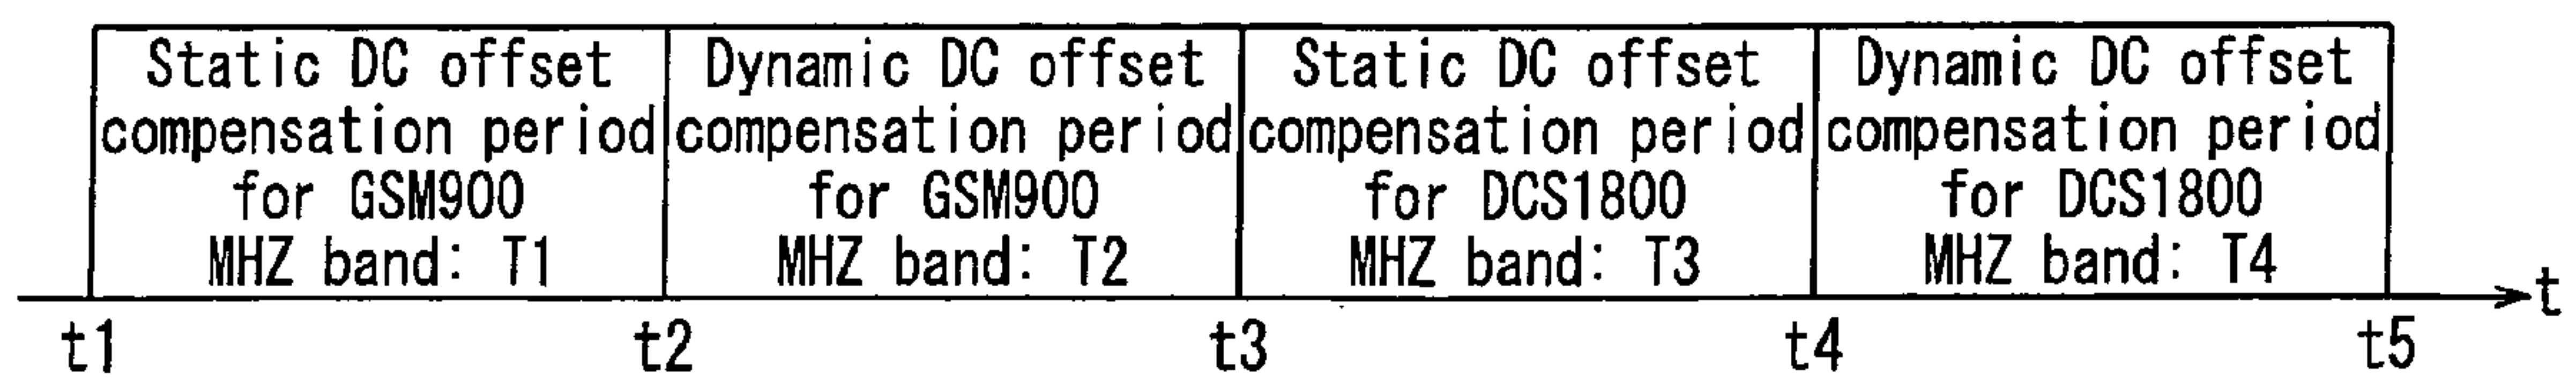 Static DC offset
compensation period
for GSM900
MHZ band: T1
Dynamic DC offset
compensation period
for GSM900
MHZ band: T2
Static DC offset
compensation period
for DCS1800
MHZ band: T3
Dynamic DC offset
compensation period
for DCS1800
MHZ band: T4
t
t1 t2 t3 t4 t5